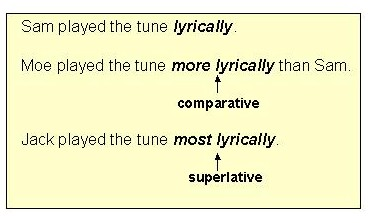 Sam played the tune lyrically.
Moe played the tune more lyrically than Sam.
comparative
Jack played the tune most lyrically.
superlative